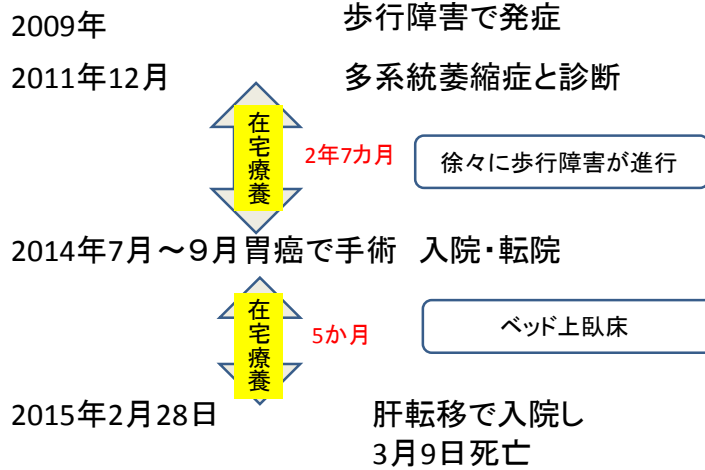 2009年 歩行障害で発症
2011年12月 多系統萎縮症と診断
在宅療養
2年7カ月
徐々に歩行障害が進行
2014年7月～９月胃癌で手術 入院・転院
在宅療養
5か月
ベッド上臥床
2015年2月28日 肝転移で入院し
3月9日死亡